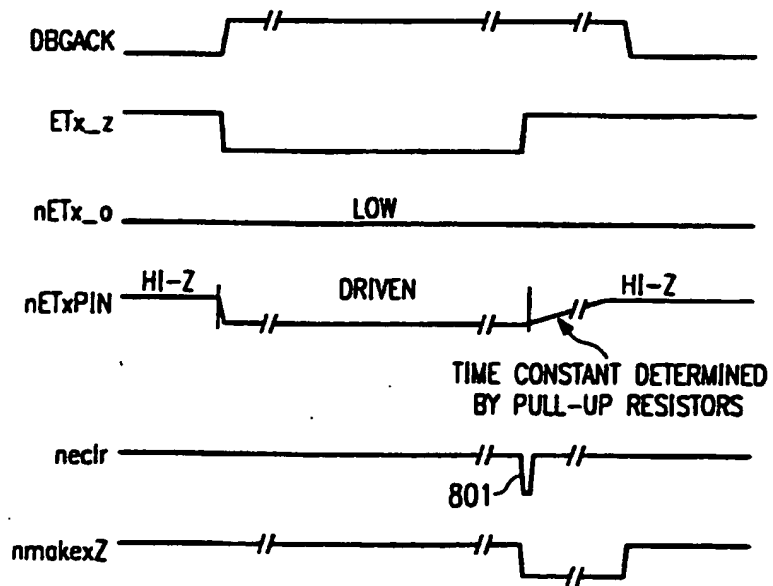 DBGACK
ETx_z
nETx_o
LOW
nETxPIN
HI-Z
DRIVEN
HI-Z
TIME CONSTANT DETERMINED
BY PULL-UP RESISTORS
neclr
801
nmakexZ